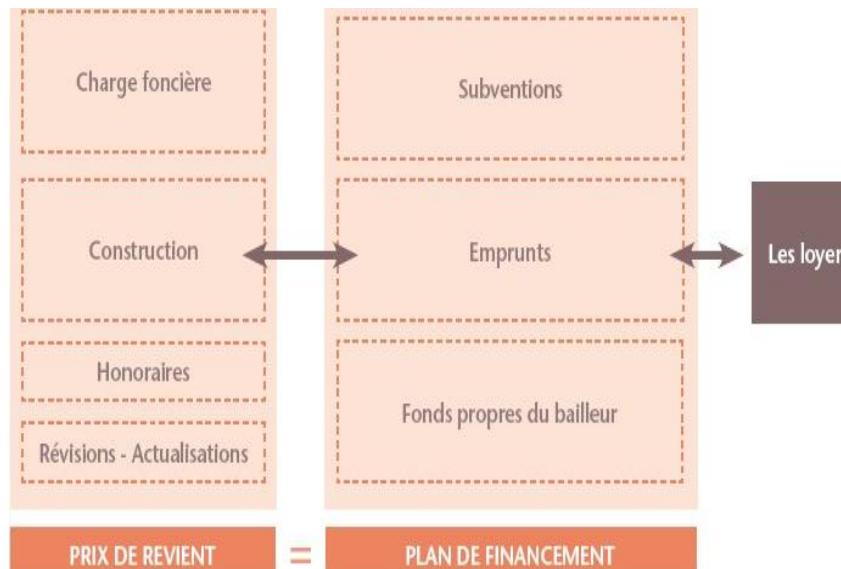 Charge foncière
Construction
Honoraires
Révisions - Actualisations
PRIX DE REVIENT
=
Subventions
Emprunts
Fonds propres du bailleur
PLAN DE FINANCEMENT
Les loyer